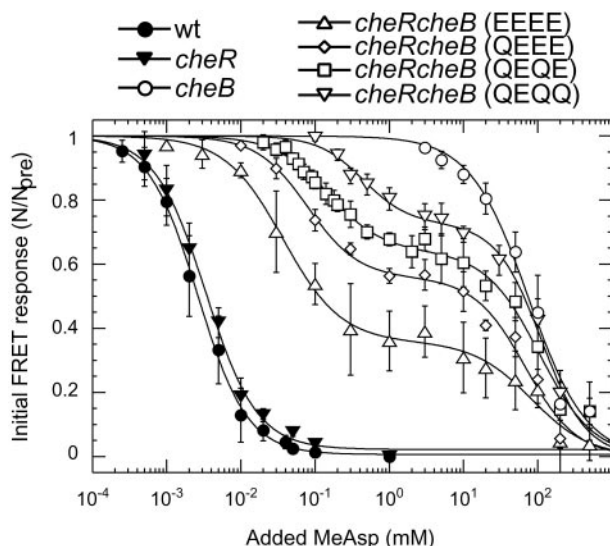 wt
cheR
cheB
cheRcheB (EEEE)
cheRcheB (QEEE)
cheRcheB (QEQE)
cheRcheB (QEQQ)
Initial FRET response (N/Npre)
1
0.8
0.6
0.4
0.2
0
10-4 10-3 10-2 10-1 100 101 102
Added MeAsp (mM)